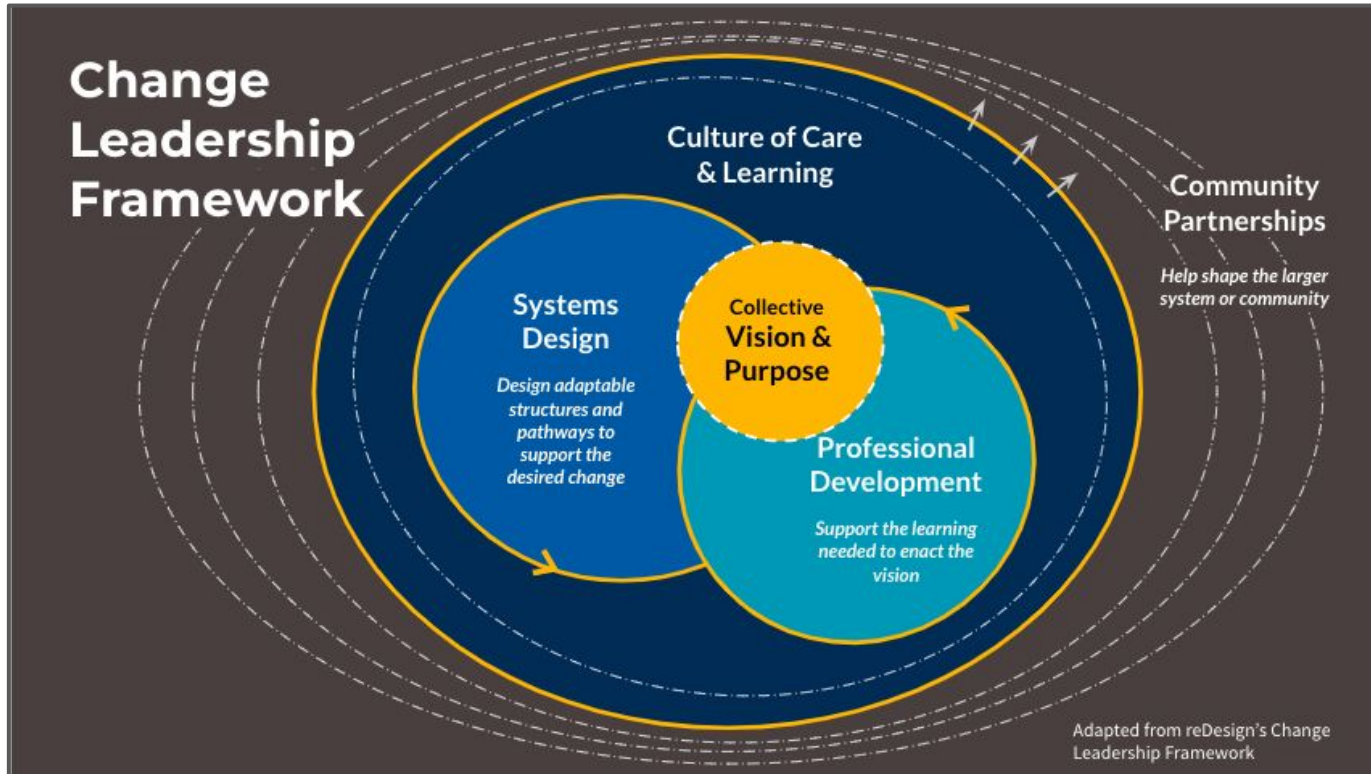 Change
Leadership
Framework
Culture of Care
& Learning
Community
Partnerships
Help shape the larger
system or community
Systems
Design
Design adaptable
structures and
pathways to
support the
desired change
Collective
Vision &
Purpose
Professional
Development
Support the learning
needed to enact the
vision
Adapted from reDesign’s Change
Leadership Framework